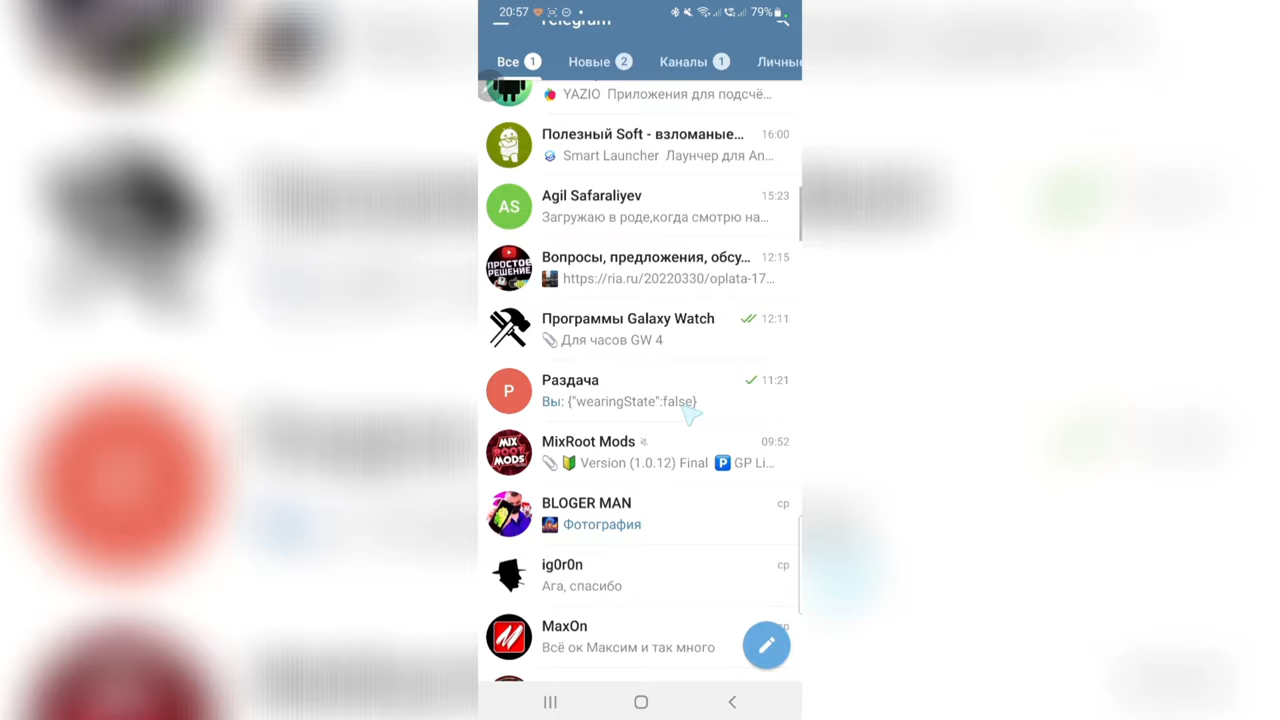 20:57
79%
Telegram
Все 1 Новые 2 Каналы 1 Личные
YAZIO Приложения для подсчё...
Полезный Soft - взломаные... 16:00
Smart Launcher Лаунчер для An...
AS
Agil Safaraliyev 15:23
Загружаю в роде,когда смотрю на...
ПРОСТОЕ
РЕШЕНИЕ
Вопросы, предложения, обсу... 12:15
https://ria.ru/20220330/oplata-17...
Программы Galaxy Watch 12:11
Для часов GW 4
Р
Раздача 11:21
Вы: {"wearingState":false}
MIX
ROOT
MODS
MixRoot Mods 09:52
Version (1.0.12) Final P GP Li...
BLOGER MAN ср
Фотография
ig0r0n ср
Ага, спасибо
MaxOn ср
Всё ок Максим и так много